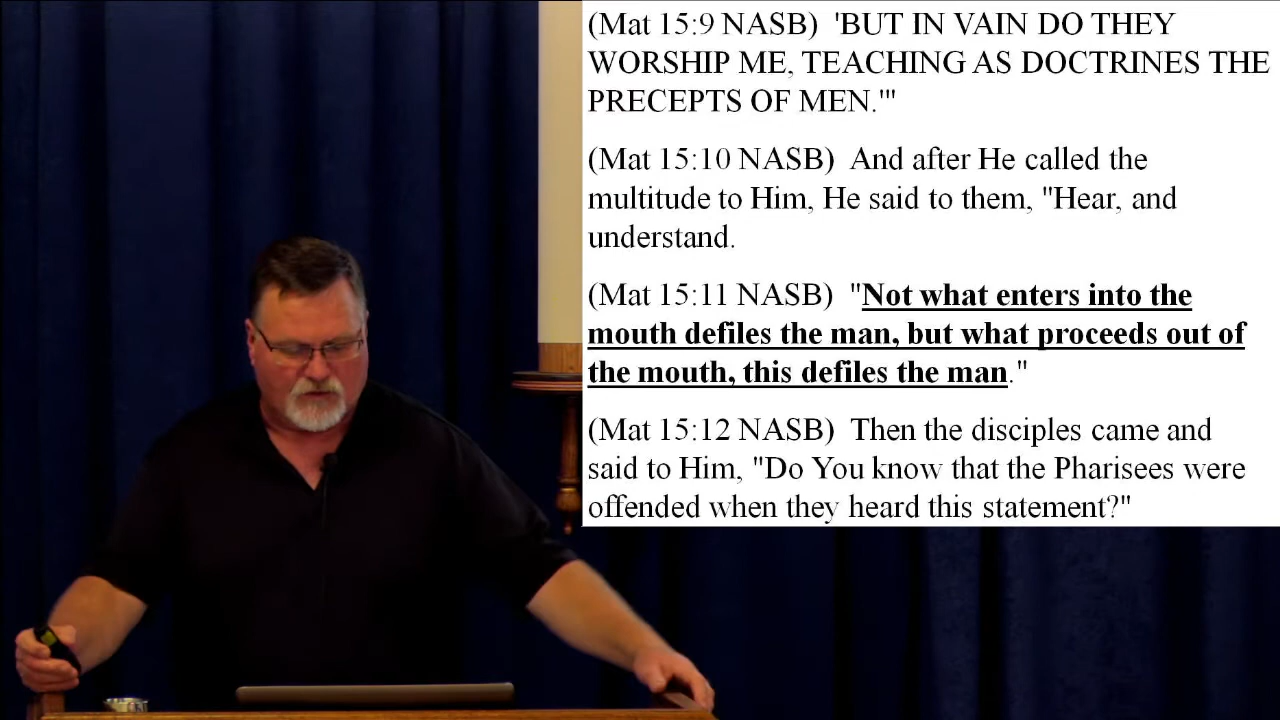 (Mat 15:9 NASB)  'BUT IN VAIN DO THEY
WORSHIP ME, TEACHING AS DOCTRINES THE
PRECEPTS OF MEN.'"
(Mat 15:10 NASB)  And after He called the
multitude to Him, He said to them, "Hear, and
understand.
(Mat 15:11 NASB)  "Not what enters into the
mouth defiles the man, but what proceeds out of
the mouth, this defiles the man."
(Mat 15:12 NASB)  Then the disciples came and
said to Him, "Do You know that the Pharisees were
offended when they heard this statement?"